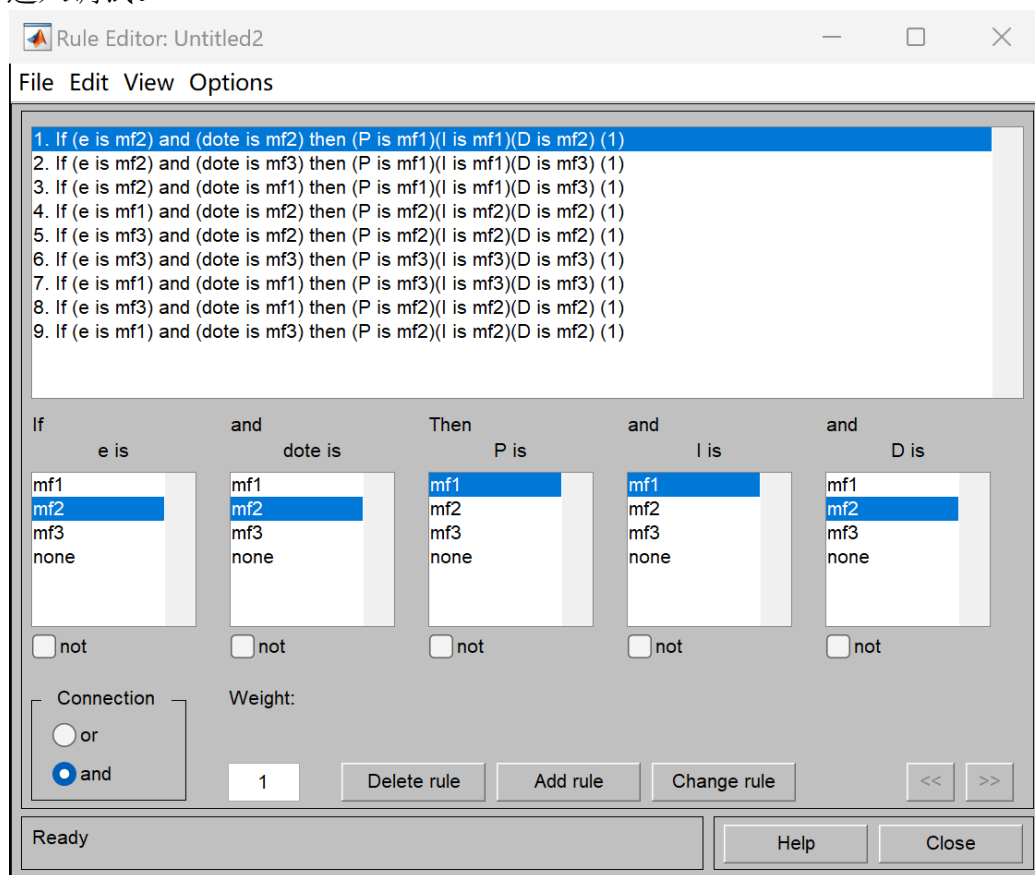 Rule Editor: Untitled2
File Edit View Options
1. If (e is mf2) and (dote is mf2) then (P is mf1)(I is mf1)(D is mf2) (1)
2. If (e is mf2) and (dote is mf3) then (P is mf1)(I is mf1)(D is mf3) (1)
3. If (e is mf2) and (dote is mf1) then (P is mf1)(I is mf1)(D is mf3) (1)
4. If (e is mf1) and (dote is mf2) then (P is mf2)(I is mf2)(D is mf2) (1)
5. If (e is mf3) and (dote is mf2) then (P is mf2)(I is mf2)(D is mf2) (1)
6. If (e is mf3) and (dote is mf3) then (P is mf3)(I is mf3)(D is mf3) (1)
7. If (e is mf1) and (dote is mf1) then (P is mf3)(I is mf3)(D is mf3) (1)
8. If (e is mf3) and (dote is mf1) then (P is mf2)(I is mf2)(D is mf2) (1)
9. If (e is mf1) and (dote is mf3) then (P is mf2)(I is mf2)(D is mf2) (1)
If and Then and and
e is dote is P is I is D is
mf1 mf1 mf1 mf1 mf1
mf2 mf2 mf2 mf2 mf2
mf3 mf3 mf3 mf3 mf3
none none none none none
not not not not not
Connection Weight:
or
and 1 Delete rule Add rule Change rule << >>
Ready Help Close